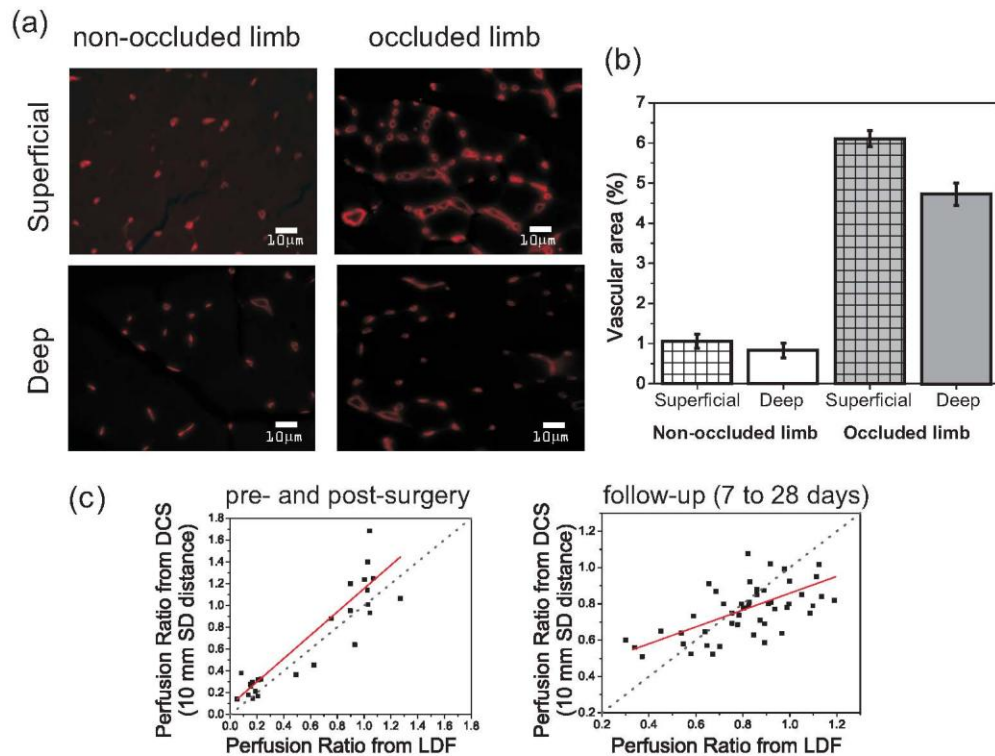 (a)
non-occluded limb
occluded limb
Superficial
10μm
10μm
Deep
10μm
10μm
(b)
Vascular area (%)
7
6
5
4
3
2
1
0
Superficial Deep Superficial Deep
Non-occluded limb Occluded limb
(c)
pre- and post-surgery
Perfusion Ratio from DCS
(10 mm SD distance)
1.8
1.6
1.4
1.2
1.0
0.8
0.6
0.4
0.2
0.0
0.0 0.2 0.4 0.6 0.8 1.0 1.2 1.4 1.6 1.8
Perfusion Ratio from LDF
follow-up (7 to 28 days)
Perfusion Ratio from DCS
(10 mm SD distance)
1.2
1.0
0.8
0.6
0.4
0.2
0.2 0.4 0.6 0.8 1.0 1.2
Perfusion Ratio from LDF